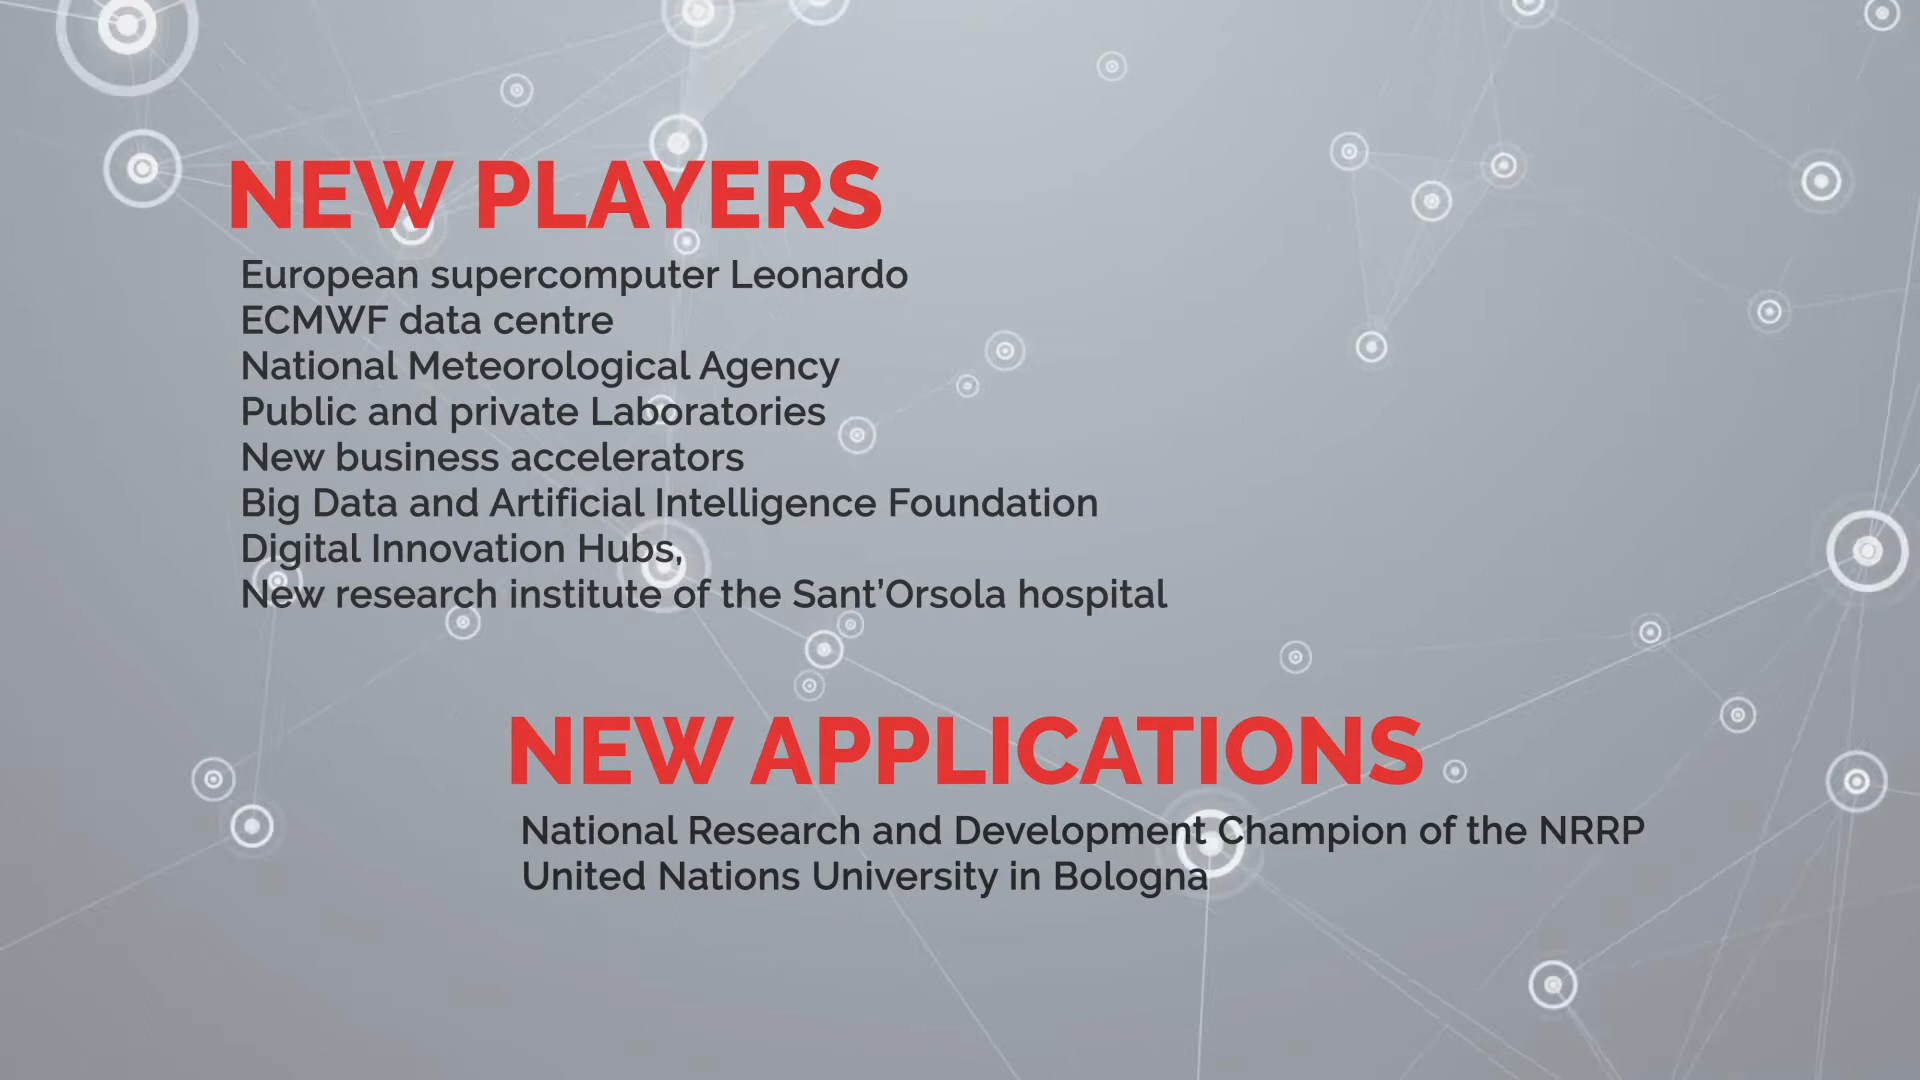 NEW PLAYERS
European supercomputer Leonardo
ECMWF data centre
National Meteorological Agency
Public and private Laboratories
New business accelerators
Big Data and Artificial Intelligence Foundation
Digital Innovation Hubs,
New research institute of the Sant’Orsola hospital
NEW APPLICATIONS
National Research and Development Champion of the NRRP
United Nations University in Bologna